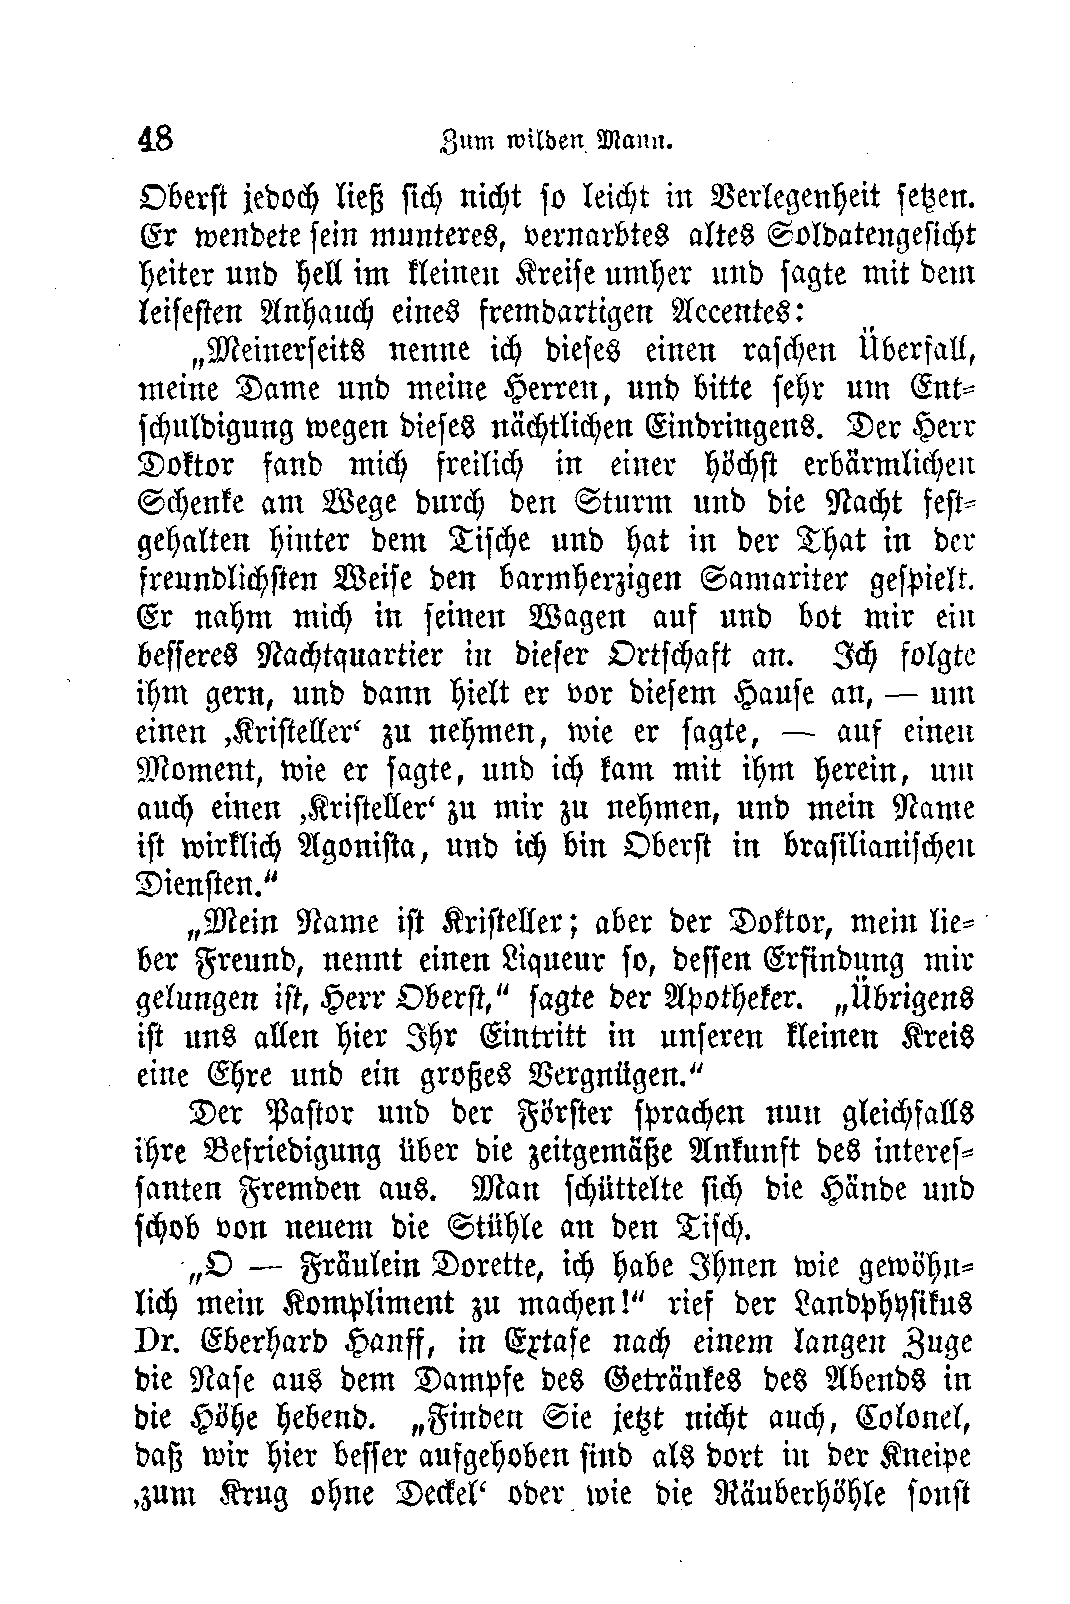 48 Zum wilden Mann.
Oberst jedoch ließ sich nicht so leicht in Verlegenheit setzen.
Er wendete sein munteres, vernarbtes altes Soldatengesicht
heiter und hell im kleinen Kreise umher und sagte mit dem
leisesten Anhauch eines fremdartigen Accentes:
„Meinerseits nenne ich dieses einen raschen Überfall,
meine Dame und meine Herren, und bitte sehr um Ent-
schuldigung wegen dieses nächtlichen Eindringens. Der Herr
Doktor fand mich freilich in einer höchst erbärmlichen
Schenke am Wege durch den Sturm und die Nacht fest-
gehalten hinter dem Tische und hat in der That in der
freundlichsten Weise den barmherzigen Samariter gespielt.
Er nahm mich in seinen Wagen auf und bot mir ein
besseres Nachtquartier in dieser Ortschaft an. Ich folgte
ihm gern, und dann hielt er vor diesem Hause an, — um
einen ‚Kristeller‘ zu nehmen, wie er sagte, — auf einen
Moment, wie er sagte, und ich kam mit ihm herein, um
auch einen ‚Kristeller‘ zu mir zu nehmen, und mein Name
ist wirklich Agonista, und ich bin Oberst in brasilianischen
Diensten.“
„Mein Name ist Kristeller; aber der Doktor, mein lie-
ber Freund, nennt einen Liqueur so, dessen Erfindung mir
gelungen ist, Herr Oberst,“ sagte der Apotheker. „Übrigens
ist uns allen hier Ihr Eintritt in unseren kleinen Kreis
eine Ehre und ein großes Vergnügen.“
Der Pastor und der Förster sprachen nun gleichfalls
ihre Befriedigung über die zeitgemäße Ankunft des interes-
santen Fremden aus. Man schüttelte sich die Hände und
schob von neuem die Stühle an den Tisch.
„O — Fräulein Dorette, ich habe Ihnen wie gewöhn-
lich mein Kompliment zu machen!“ rief der Landphysikus
Dr. Eberhard Hanff, in Extase nach einem langen Zuge
die Nase aus dem Dampfe des Getränkes des Abends in
die Höhe hebend. „Finden Sie jetzt nicht auch, Colonel,
daß wir hier besser aufgehoben sind als dort in der Kneipe
‚zum Krug ohne Deckel‘ oder wie die Räuberhöhle sonst